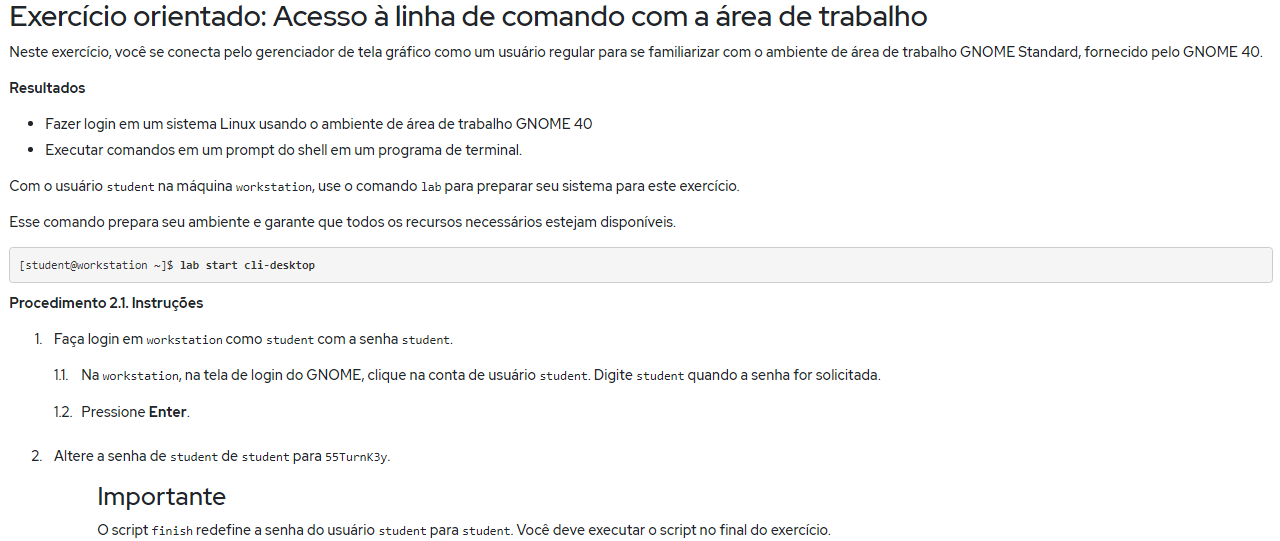 Exercício orientado: Acesso à linha de comando com a área de trabalho
Neste exercício, você se conecta pelo gerenciador de tela gráfico como um usuário regular para se familiarizar com o ambiente de área de trabalho GNOME Standard, fornecido pelo GNOME 40.
Resultados
• Fazer login em um sistema Linux usando o ambiente de área de trabalho GNOME 40
• Executar comandos em um prompt do shell em um programa de terminal.
Com o usuário student na máquina workstation, use o comando lab para preparar seu sistema para este exercício.
Esse comando prepara seu ambiente e garante que todos os recursos necessários estejam disponíveis.
[student@workstation ~]$ lab start cli-desktop
Procedimento 2.1. Instruções
1. Faça login em workstation como student com a senha student.
1.1. Na workstation, na tela de login do GNOME, clique na conta de usuário student. Digite student quando a senha for solicitada.
1.2. Pressione Enter.
2. Altere a senha de student de student para 55TurnK3y.
Importante
O script finish redefine a senha do usuário student para student. Você deve executar o script no final do exercício.